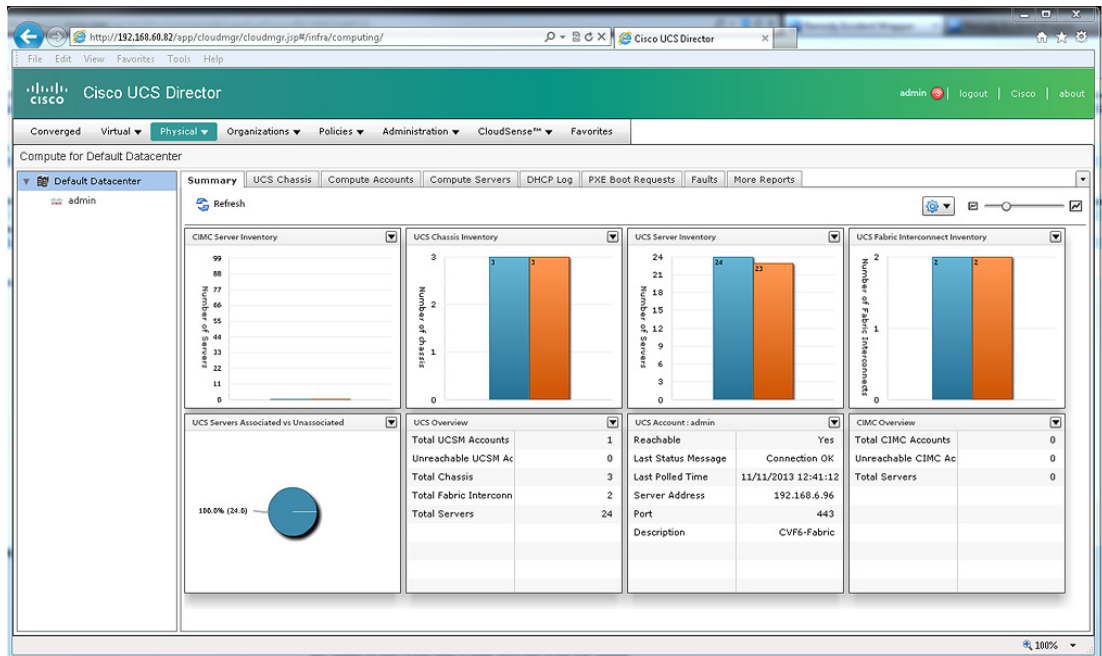 http://192.168.60.82/app/cloudmgr/cloudmgr.jsp#/infra/computing/
Cisco UCS Director
File Edit View Favorites Tools Help
CISCO Cisco UCS Director
admin logout | Cisco | about
Converged Virtual Physical Organizations Policies Administration CloudSense™ Favorites
Compute for Default Datacenter
Default Datacenter
admin
Summary UCS Chassis Compute Accounts Compute Servers DHCP Log PXE Boot Requests Faults More Reports
Refresh
CIMC Server Inventory
Number of Servers
99
88
77
66
55
44
33
22
11
0
UCS Chassis Inventory
Number of chassis
3
2
1
0
3 3
UCS Server Inventory
Number of Servers
24
21
18
15
12
9
6
3
0
24 23
UCS Fabric Interconnect Inventory
Number of Fabric Interconnects
2
1
0
2 2
UCS Servers Associated vs Unassociated
100.0% (24.0)
UCS Overview
Total UCSM Accounts 1
Unreachable UCSM Ac 0
Total Chassis 3
Total Fabric Interconn 2
Total Servers 24
UCS Account : admin
Reachable Yes
Last Status Message Connection OK
Last Polled Time 11/11/2013 12:41:12
Server Address 192.168.6.96
Port 443
Description CVF6-Fabric
CIMC Overview
Total CIMC Accounts 0
Unreachable CIMC Ac 0
Total Servers 0
100%